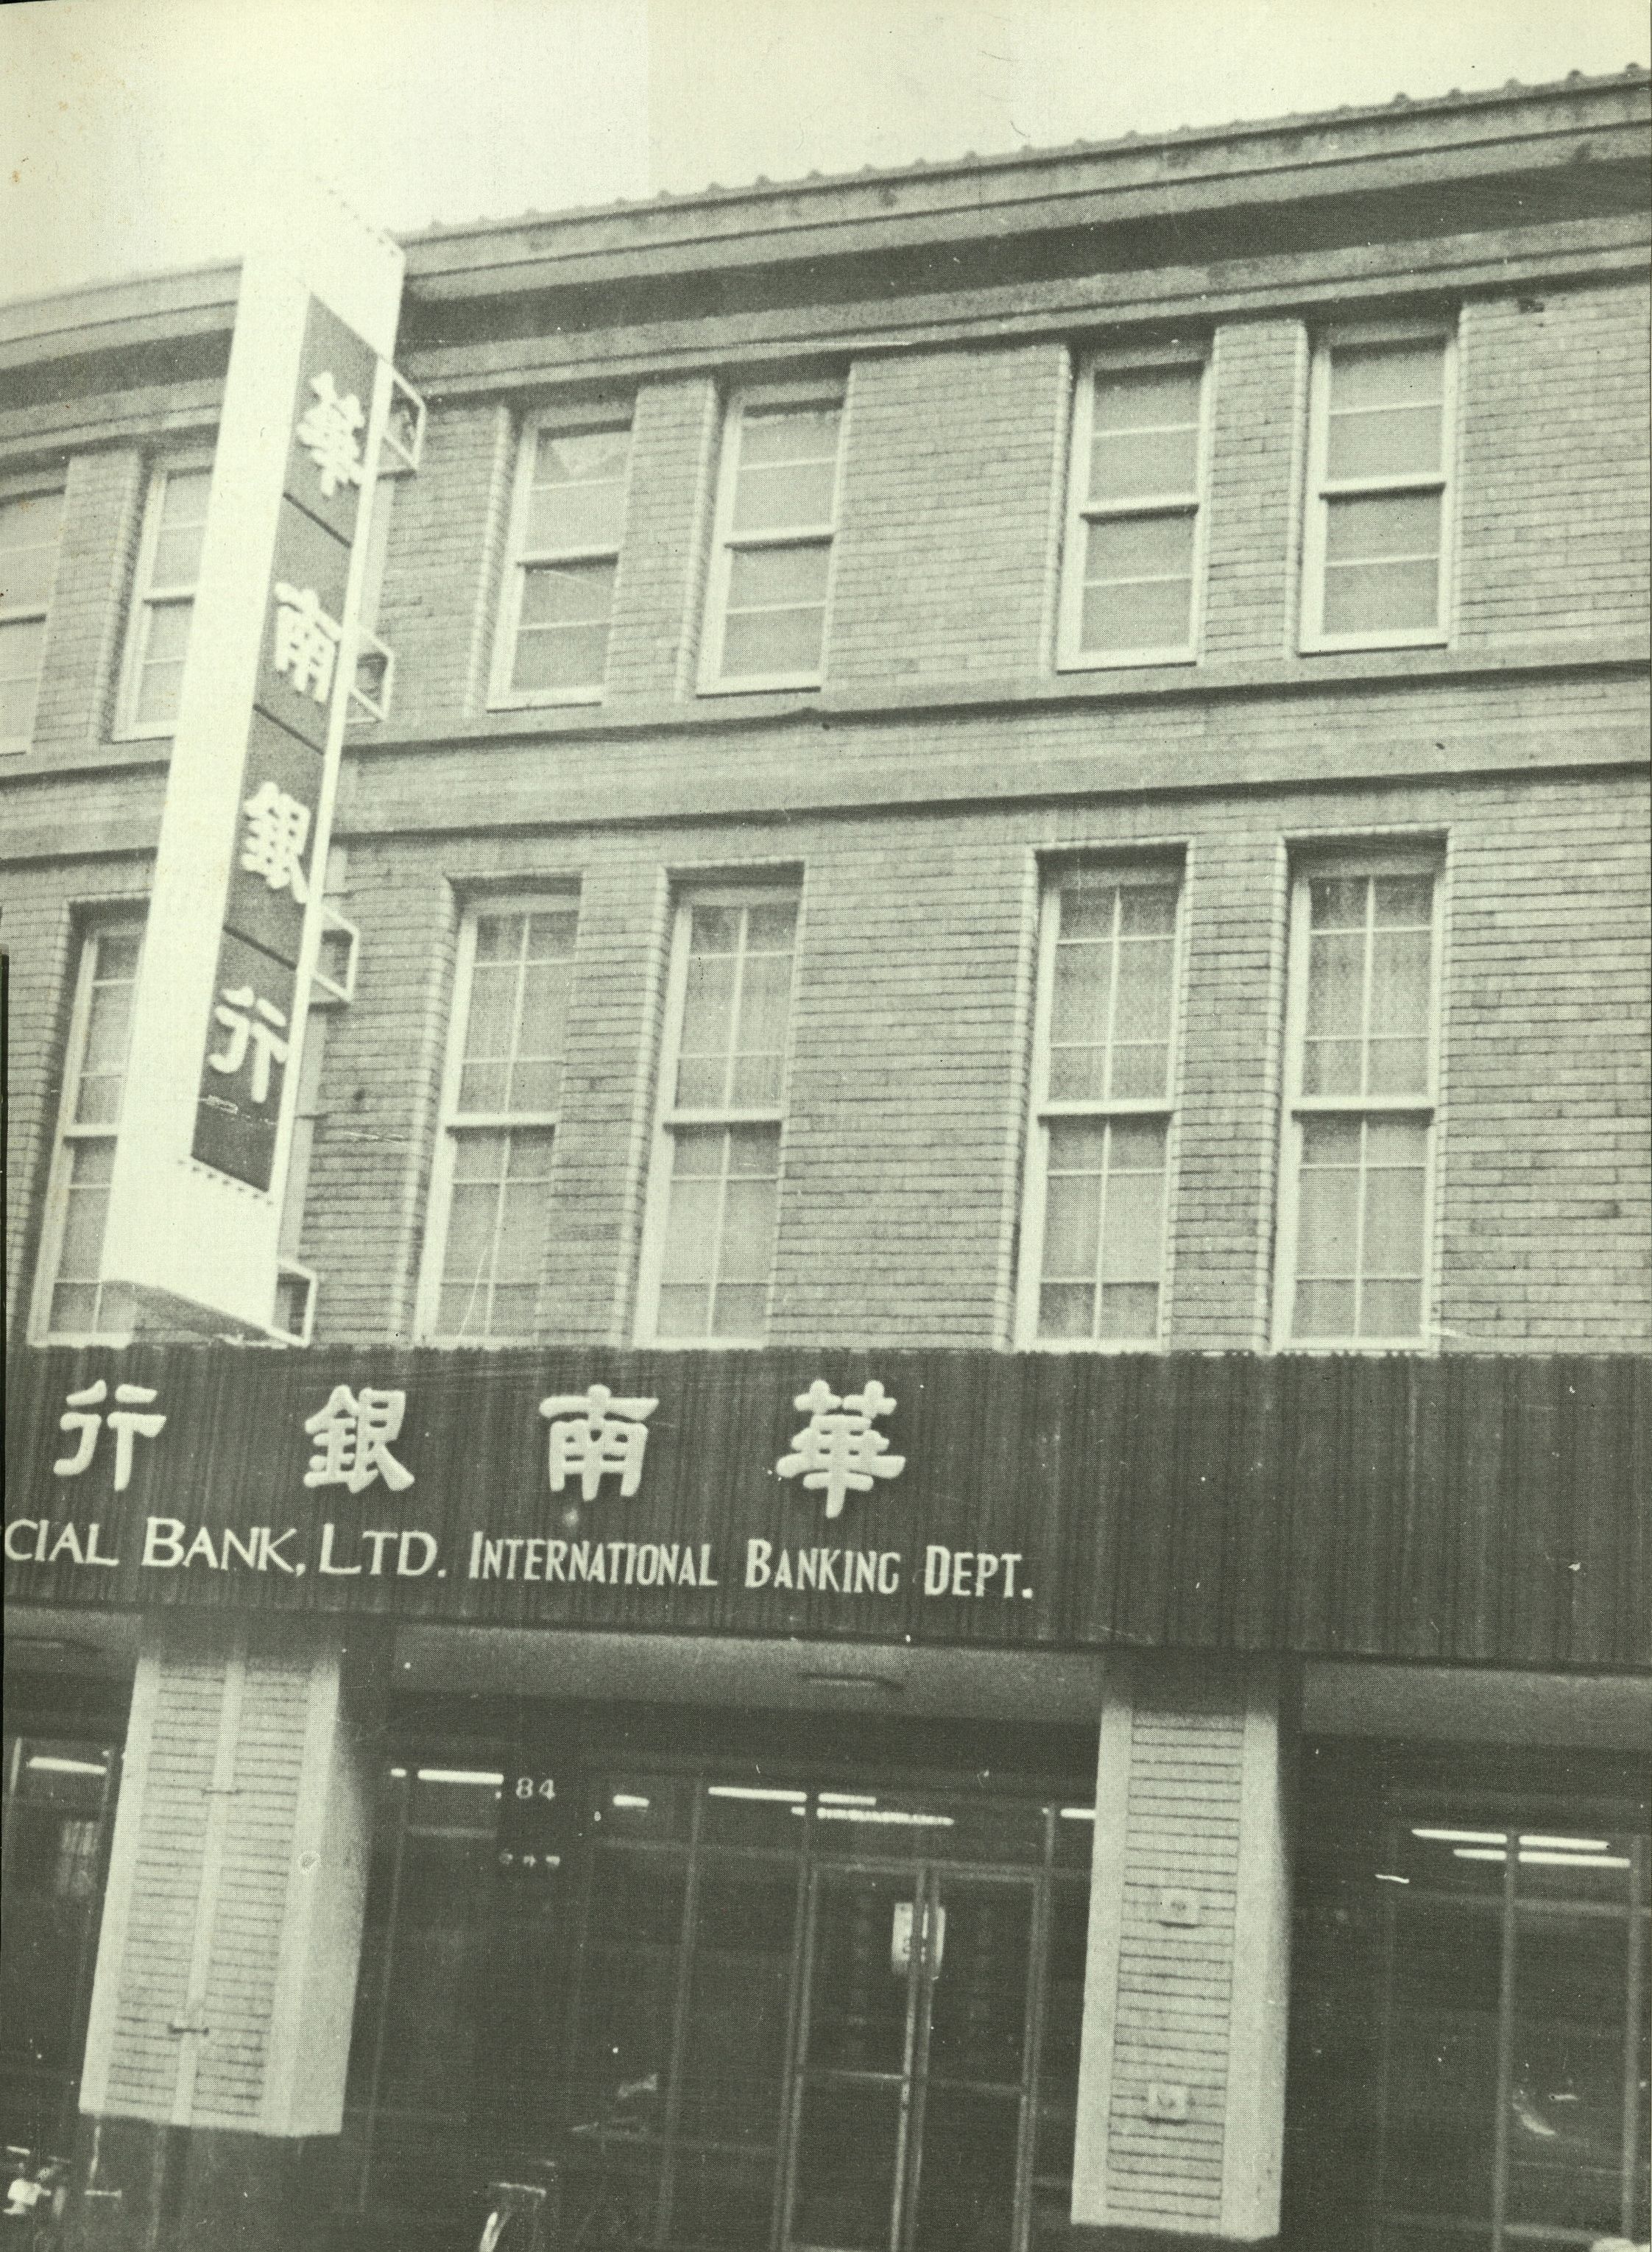 華南銀行
華南銀行
CIAL BANK, LTD. INTERNATIONAL BANKING DEPT.
84